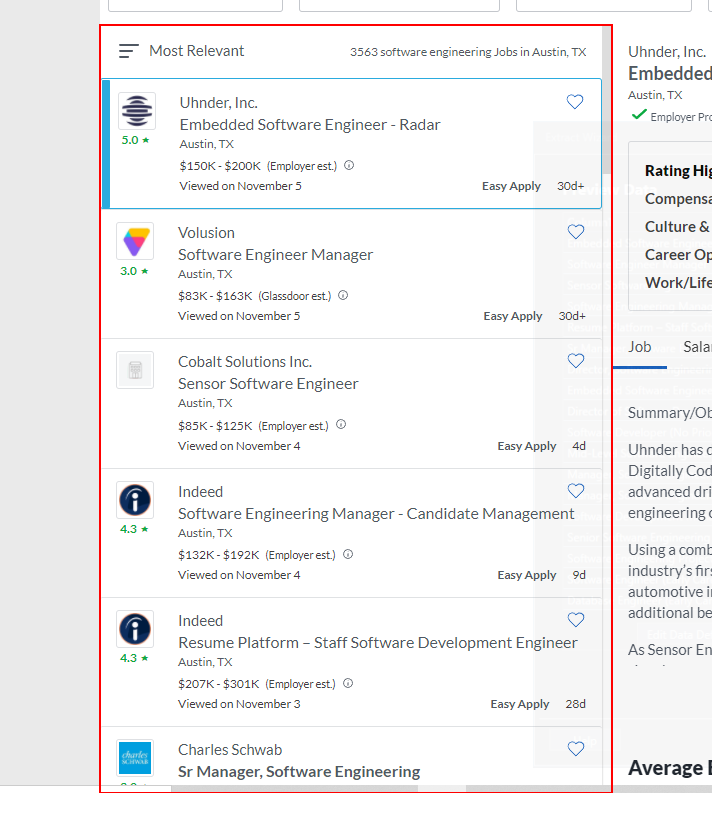 Most Relevant
3563 software engineering Jobs in Austin, TX
Uhnder, Inc.
Embedded Software Engineer - Radar
Austin, TX
$150K - $200K (Employer est.)
Viewed on November 5
Easy Apply
30d+
5.0 ★
Volusion
Software Engineer Manager
Austin, TX
$83K - $163K (Glassdoor est.)
Viewed on November 5
Easy Apply
30d+
3.0 ★
Cobalt Solutions Inc.
Sensor Software Engineer
Austin, TX
$85K - $125K (Employer est.)
Viewed on November 4
Easy Apply
4d
Indeed
Software Engineering Manager - Candidate Management
Austin, TX
$132K - $192K (Employer est.)
Viewed on November 4
Easy Apply
9d
4.3 ★
Indeed
Resume Platform – Staff Software Development Engineer
Austin, TX
$207K - $301K (Employer est.)
Viewed on November 3
Easy Apply
28d
4.3 ★
charles
SCHWAB
Charles Schwab
Sr Manager, Software Engineering
Uhnder, Inc.
Embedded
Austin, TX
Employer Pro
Rating Hig
Compensa
Culture &
Career Op
Work/Life
Job
Sala
Summary/Ob
Uhnder has d
Digitally Cod
advanced dri
engineering c
Using a comb
industry's firs
automotive in
additional be
As Sensor En
Average B